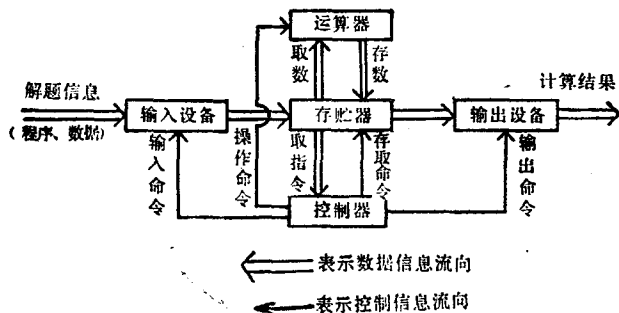 运算器
取数
存数
解题信息
(程序、数据)
输入设备
存贮器
输出设备
计算结果
输入命令
操作命令
取指令
存取命令
输出命令
控制器
表示数据信息流向
表示控制信息流向